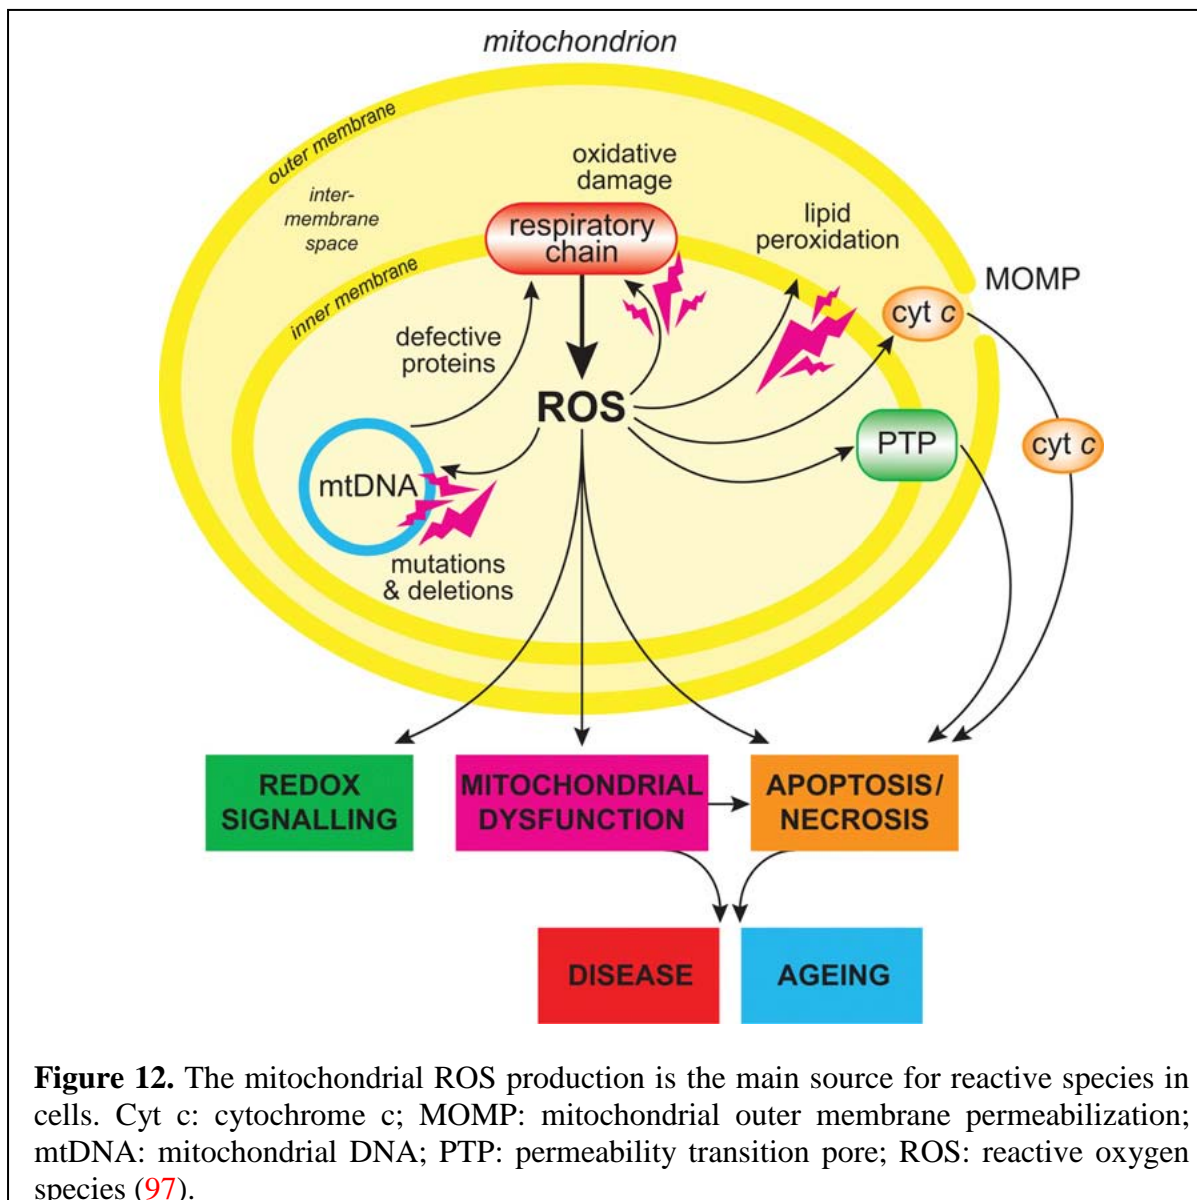 mitochondrion
outer membrane
inter-
membrane
space
inner membrane
oxidative
damage
respiratory
chain
lipid
peroxidation
MOMP
cyt c
defective
proteins
ROS
PTP
cyt c
mtDNA
mutations
& deletions
REDOX
SIGNALLING
MITOCHONDRIAL
DYSFUNCTION
APOPTOSIS/
NECROSIS
DISEASE
AGEING
Figure 12. The mitochondrial ROS production is the main source for reactive species in
cells. Cyt c: cytochrome c; MOMP: mitochondrial outer membrane permeabilization;
mtDNA: mitochondrial DNA; PTP: permeability transition pore; ROS: reactive oxygen
species (97).